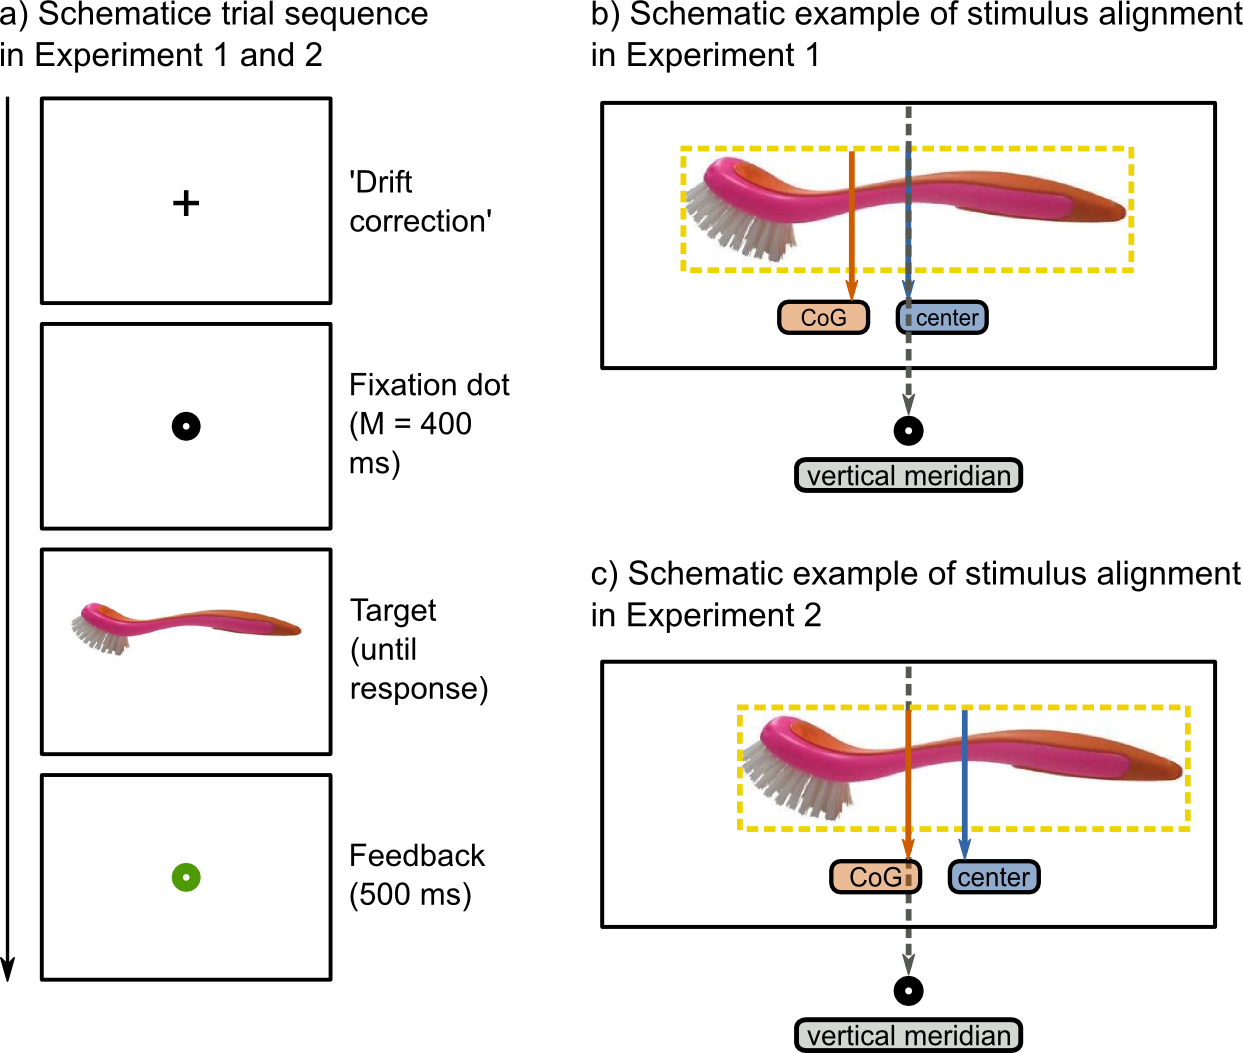 a) Schematice trial sequence
in Experiment 1 and 2
'Drift
correction'
Fixation dot
(M = 400
ms)
Target
(until
response)
Feedback
(500 ms)
b) Schematic example of stimulus alignment
in Experiment 1
CoG
center
vertical meridian
c) Schematic example of stimulus alignment
in Experiment 2
CoG
center
vertical meridian